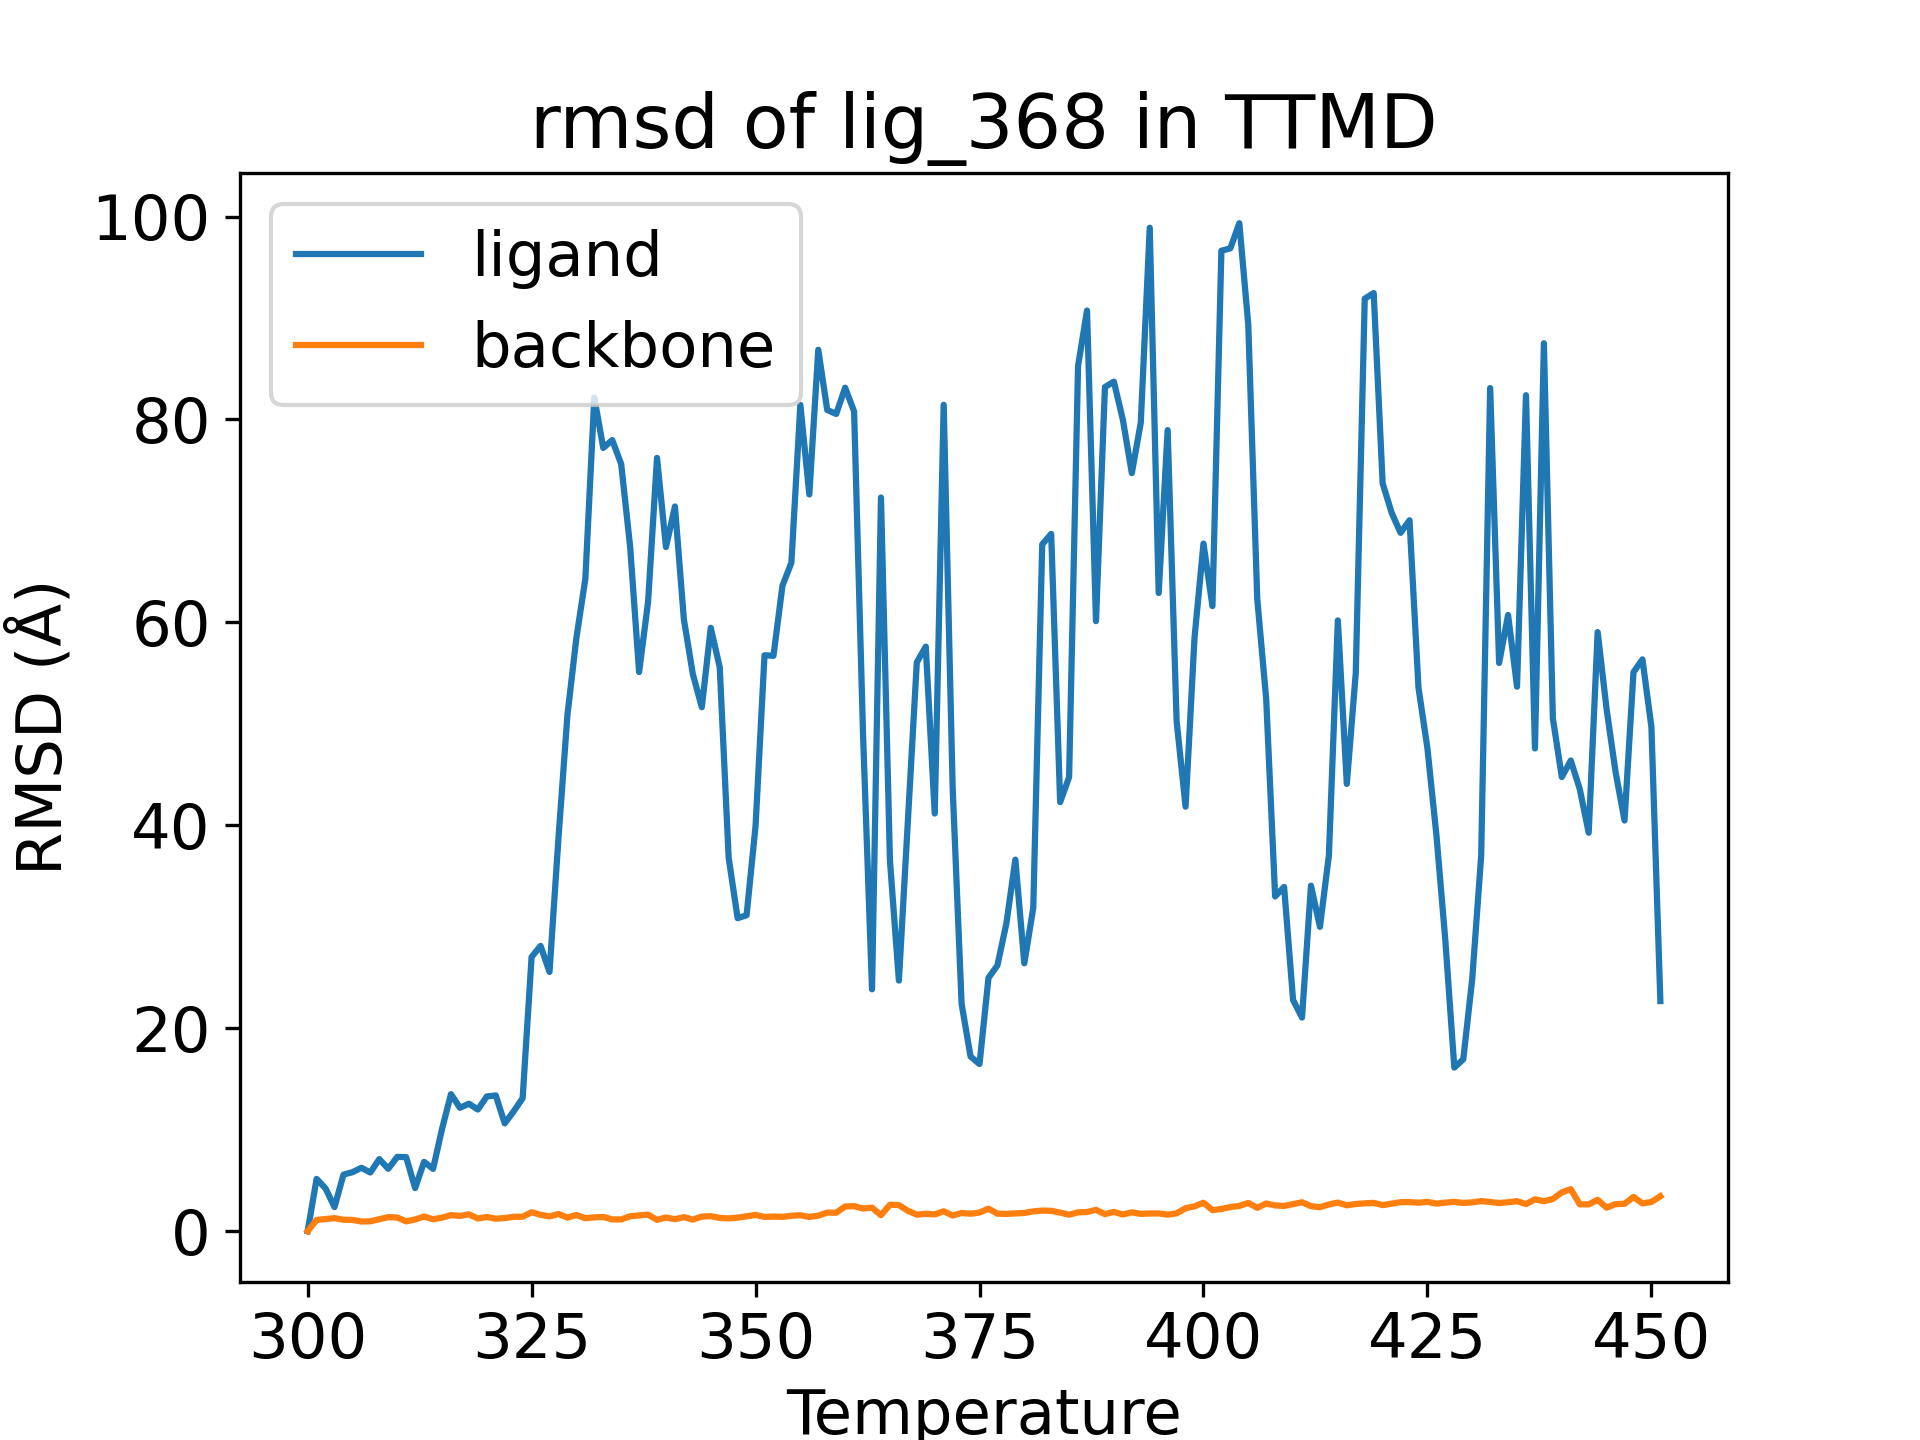 rmsd of lig_368 in TTMD
ligand
backbone
RMSD (Å)
100
80
60
40
20
0
300 325 350 375 400 425 450
Temperature